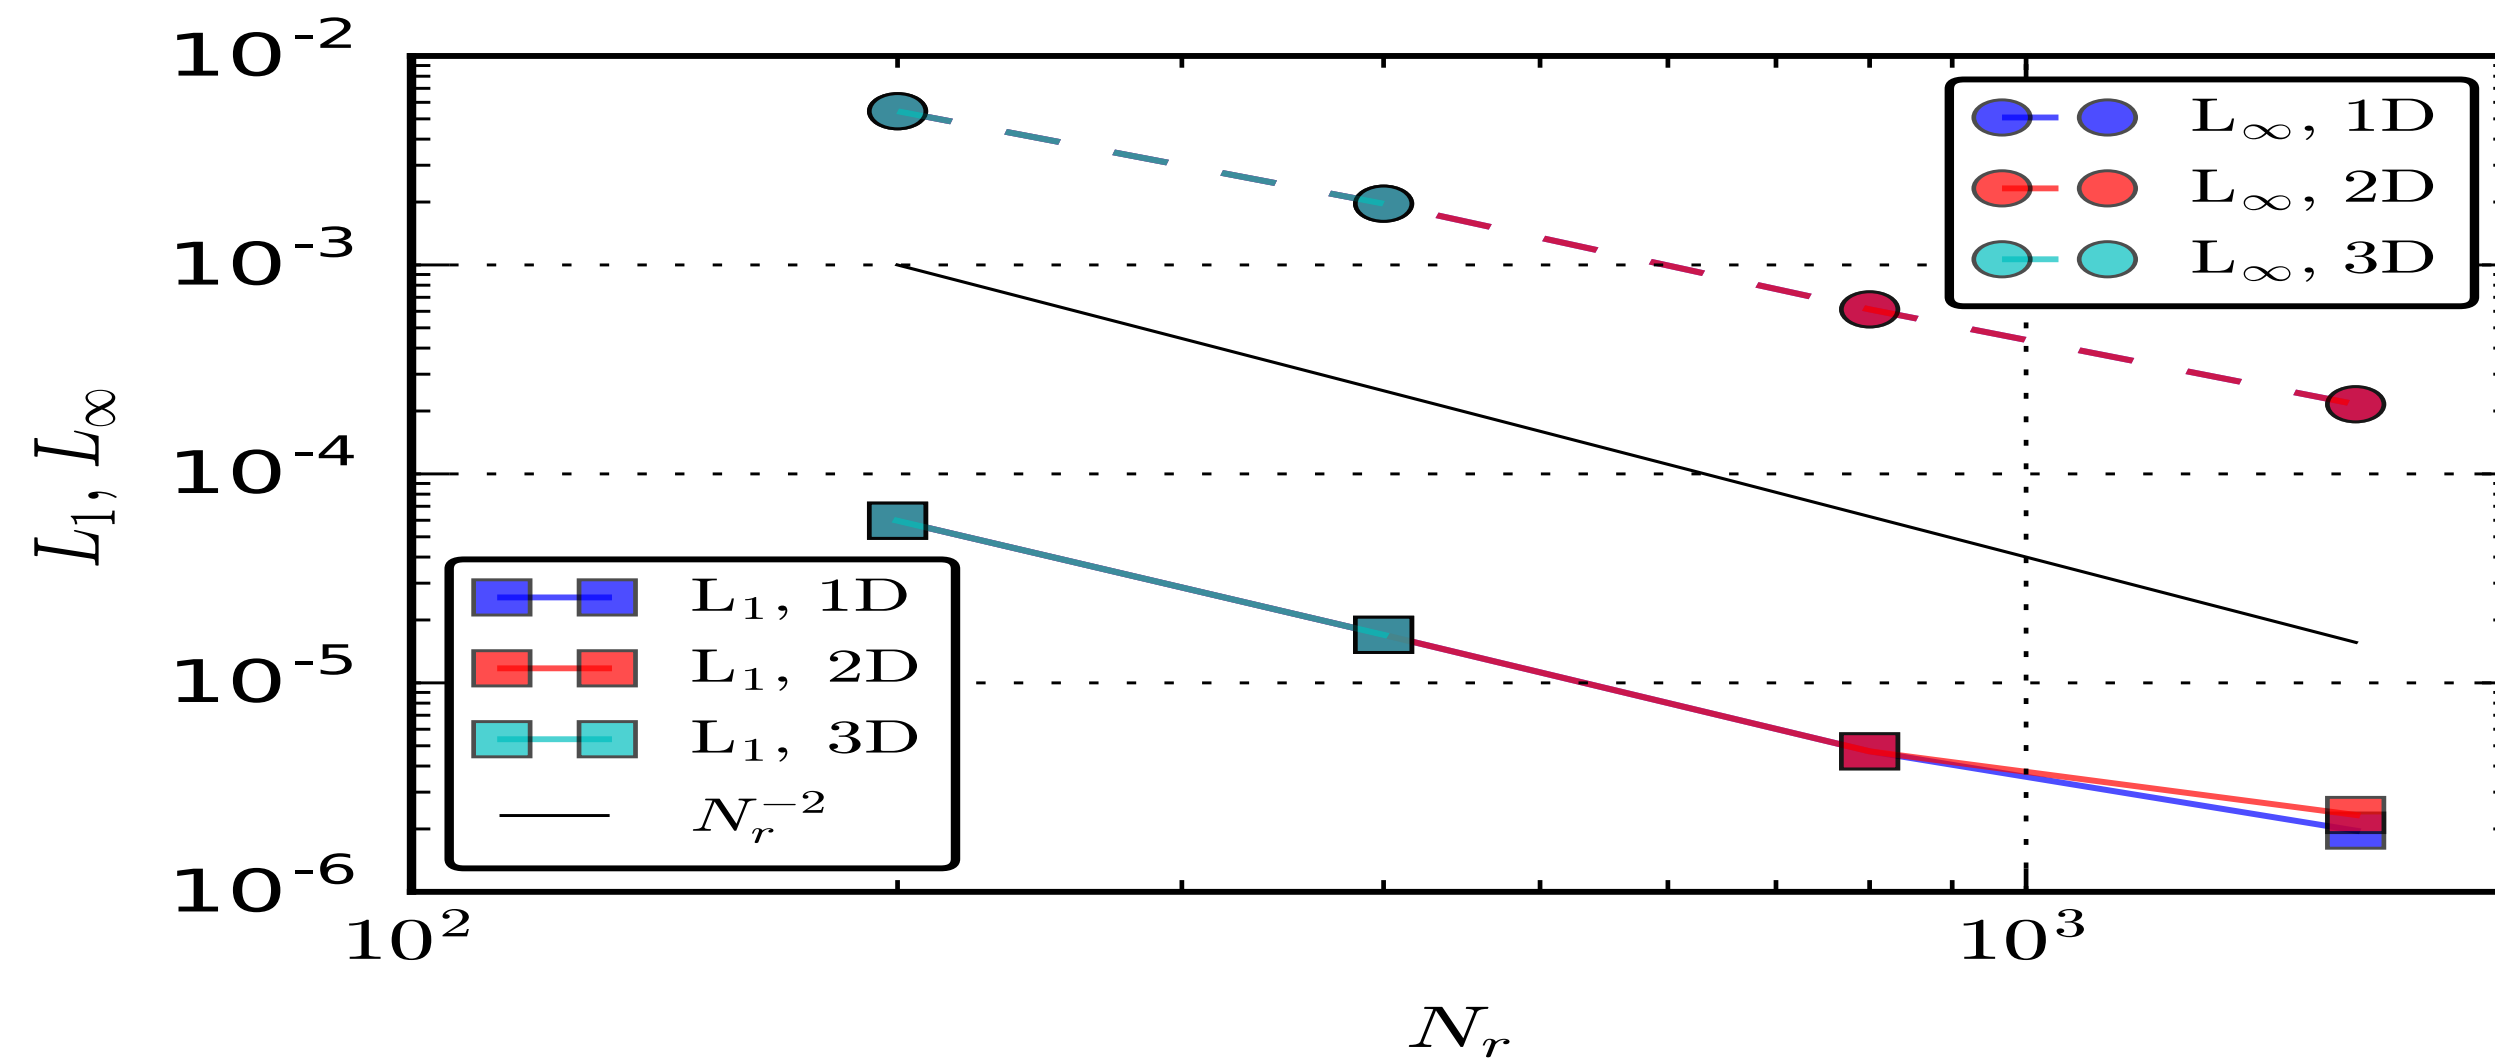 10⁻²
10⁻³
10⁻⁴
10⁻⁵
10⁻⁶
L₁, L∞
L∞, 1D
L∞, 2D
L∞, 3D
L₁, 1D
L₁, 2D
L₁, 3D
Nᵣ⁻²
10²
10³
Nᵣ